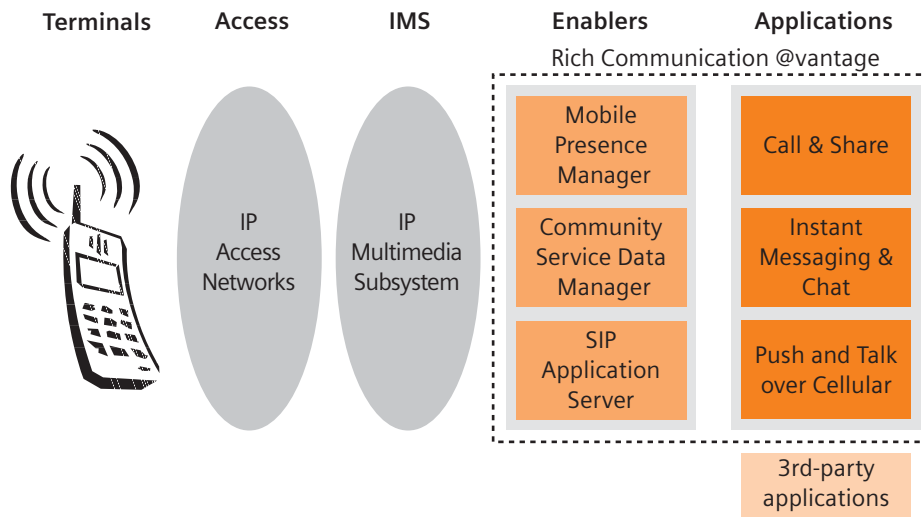 Terminals Access IMS Enablers Applications
Rich Communication @vantage
IP
Access
Networks
IP
Multimedia
Subsystem
Mobile
Presence
Manager
Community
Service Data
Manager
SIP
Application
Server
Call & Share
Instant
Messaging &
Chat
Push and Talk
over Cellular
3rd-party
applications